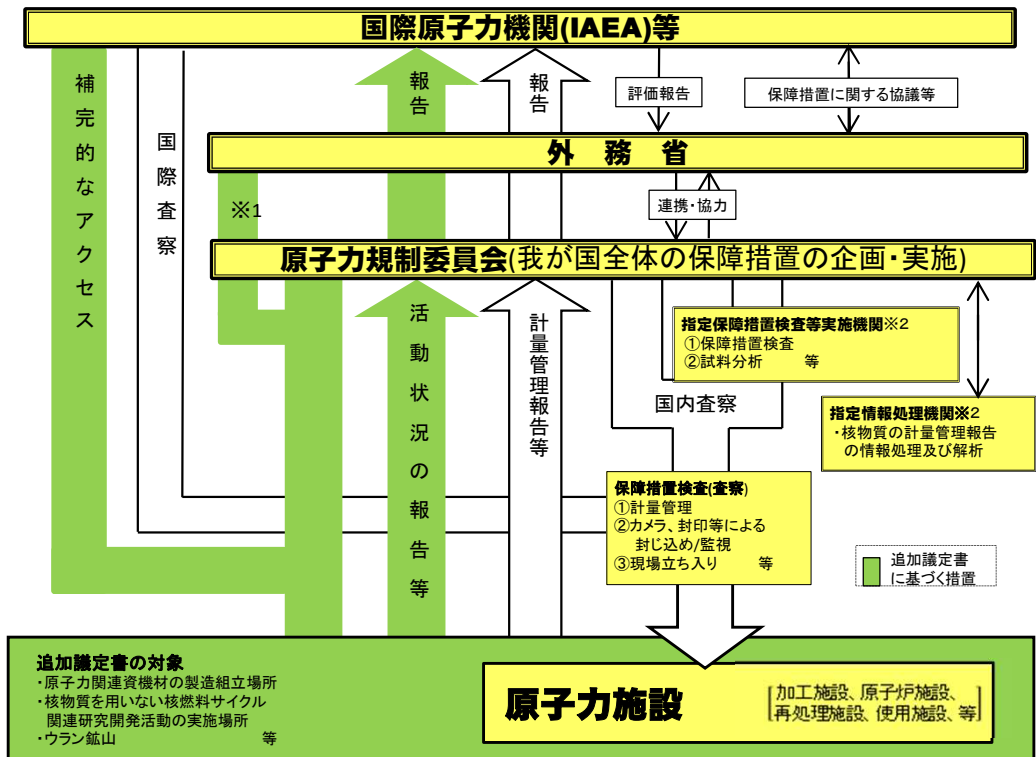 国際原子力機関(IAEA)等
補完的なアクセス
国際査察
報告
報告
評価報告
保障措置に関する協議等
外 務 省
※1
連携・協力
原子力規制委員会(我が国全体の保障措置の企画・実施)
活動状況の報告等
計量管理報告等
指定保障措置検査等実施機関※2
①保障措置検査
②試料分析 等
国内査察
指定情報処理機関※2
・核物質の計量管理報告
の情報処理及び解析
保障措置検査(査察)
①計量管理
②カメラ、封印等による
封じ込め/監視
③現場立ち入り 等
追加議定書
に基づく措置
追加議定書の対象
・原子力関連資機材の製造組立場所
・核物質を用いない核燃料サイクル
関連研究開発活動の実施場所
・ウラン鉱山 等
原子力施設
加工施設、原子炉施設、
再処理施設、使用施設、等